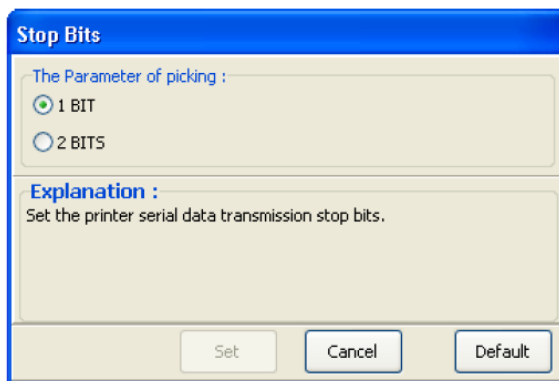 Stop Bits
The Parameter of picking :
1 BIT
2 BITS
Explanation :
Set the printer serial data transmission stop bits.
Set
Cancel
Default